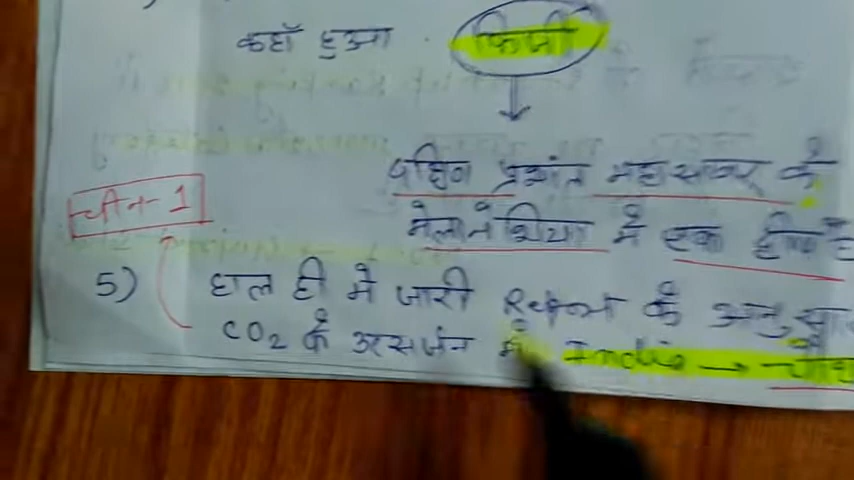 कहाँ हुआ फिजी
पश्चिम प्रशांत महासागर के
मेलानेशिया में एक द्वीप है
चीन-1
5) हाल ही में जारी Report के अनुसा
CO₂ के उत्सर्जन में India → चौथ